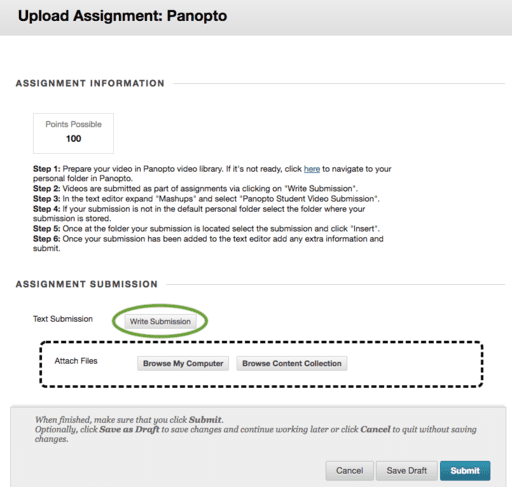 Upload Assignment: Panopto
ASSIGNMENT INFORMATION
Points Possible
100
Step 1: Prepare your video in Panopto video library. If it's not ready, click here to navigate to your
personal folder in Panopto.
Step 2: Videos are submitted as part of assignments via clicking on "Write Submission".
Step 3: In the text editor expand "Mashups" and select "Panopto Student Video Submission".
Step 4: If your submission is not in the default personal folder select the folder where your
submission is stored.
Step 5: Once at the folder your submission is located select the submission and click "Insert".
Step 6: Once your submission has been added to the text editor add any extra information and
submit.
ASSIGNMENT SUBMISSION
Text Submission Write Submission
Attach Files Browse My Computer Browse Content Collection
When finished, make sure that you click Submit.
Optionally, click Save as Draft to save changes and continue working later or click Cancel to quit without saving
changes.
Cancel Save Draft Submit